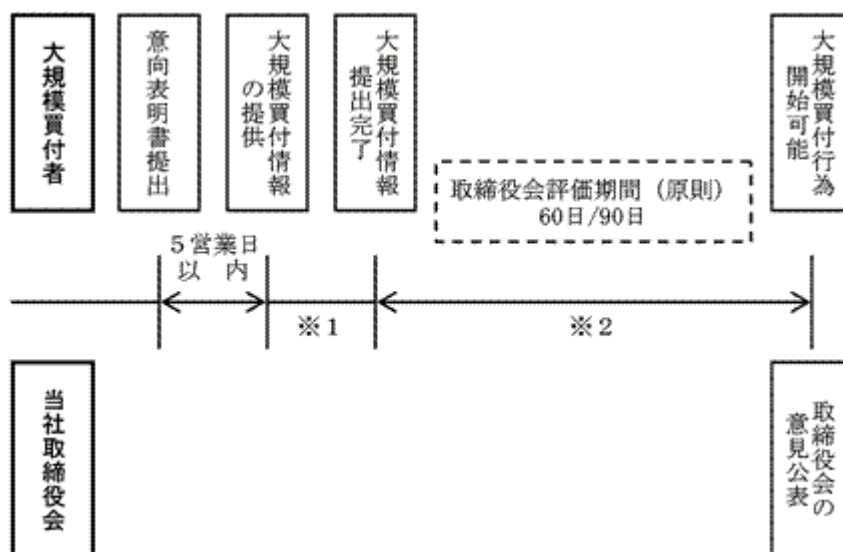 大規模買付者
意向表明書提出
大規模買付情報
の提供
大規模買付情報
提出完了
大規模買付行為
開始可能
取締役会評価期間（原則）
60日/90日
５営業日
以　内
※１
※２
当社取締役会
取締役会の
意見公表